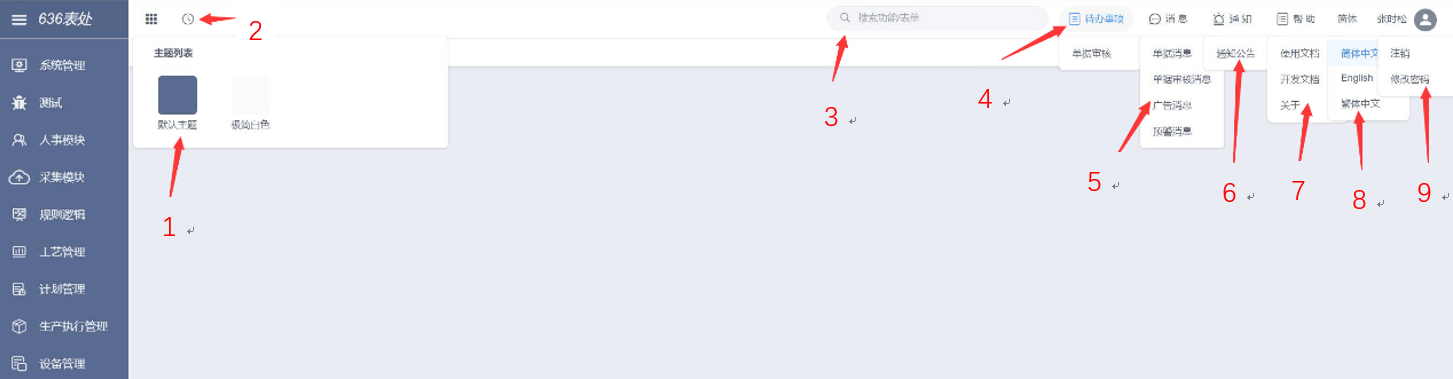 636表处
2
搜索功能/表单
待办事项
消息
通知
帮助
简体
张时松
主题列表
默认主题
极简白色
1
3
4
单据审核
单据消息
单据审核消息
广告消息
预警消息
5
通知公告
6
使用文档
开发文档
关于
7
简体中文
English
繁体中文
8
注销
修改密码
9
系统管理
测试
人事模块
采集模块
规则逻辑
工艺管理
计划管理
生产执行管理
设备管理